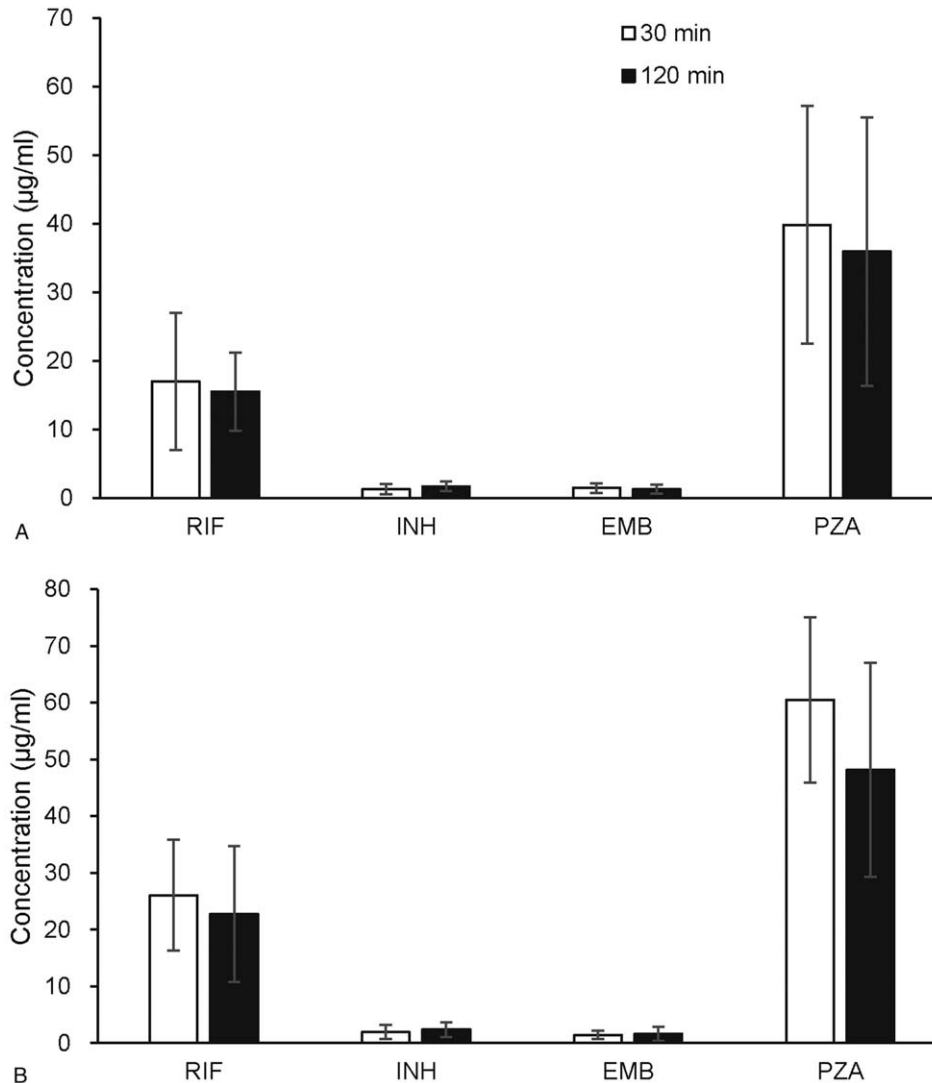 70
60
50
40
30
20
10
0
Concentration (µg/ml)
30 min
120 min
RIF INH EMB PZA
A
80
70
60
50
40
30
20
10
0
Concentration (µg/ml)
RIF INH EMB PZA
B